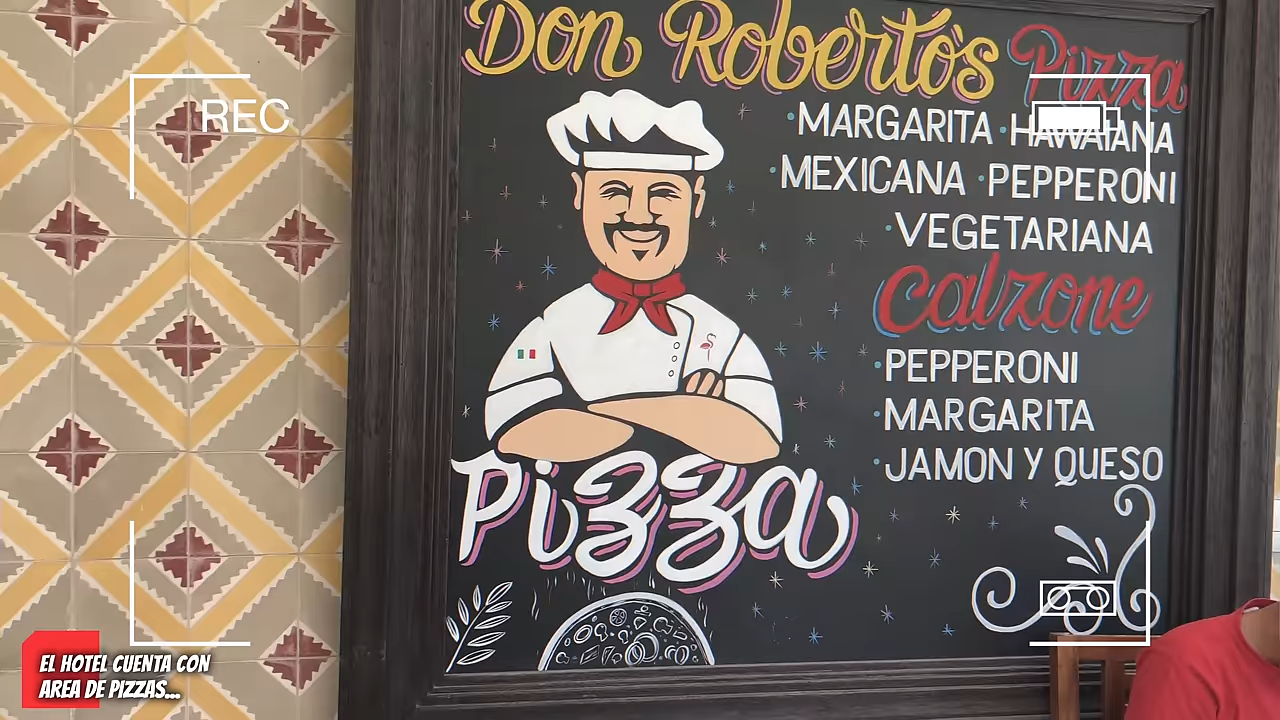 Don Roberto's Pizza
REC
·MARGARITA ·HAWAIANA
·MEXICANA ·PEPPERONI
·VEGETARIANA
Calzone
·PEPPERONI
·MARGARITA
·JAMON Y QUESO
Pizza
EL HOTEL CUENTA CON
AREA DE PIZZAS...